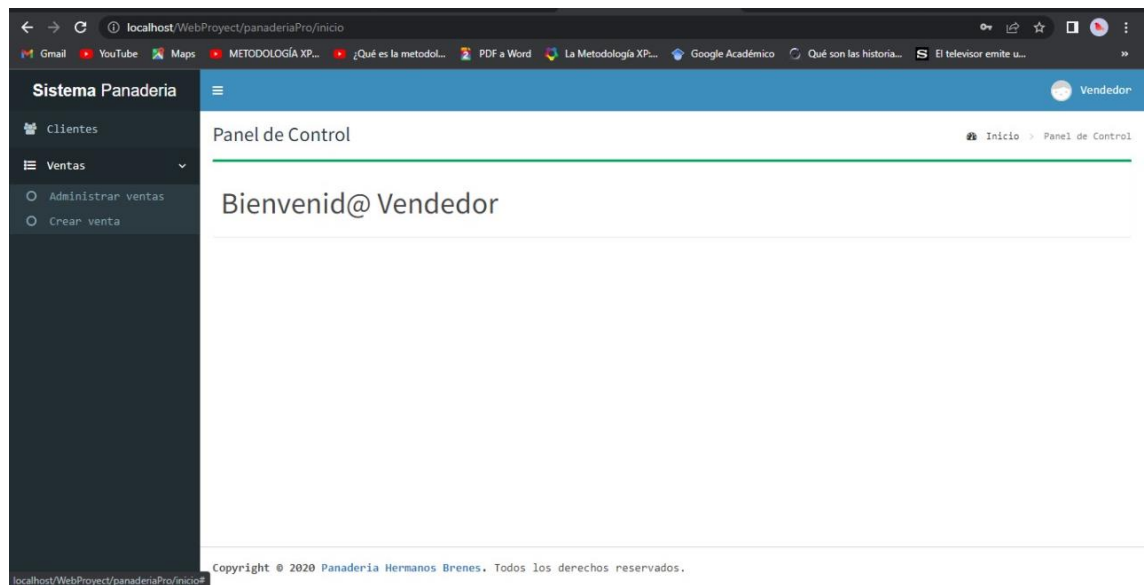 localhost/WebProyect/panaderiaPro/inicio
Gmail YouTube Maps METODOLOGÍA XP... ¿Qué es la metodol... PDF a Word La Metodología XP:... Google Académico Qué son las historia... El televisor emite u... »
Sistema Panaderia
Vendedor
Clientes
Panel de Control
Inicio > Panel de Control
Ventas
Administrar ventas
Bienvenid@ Vendedor
Crear venta
Copyright © 2020 Panaderia Hermanos Brenes. Todos los derechos reservados.
localhost/WebProyect/panaderiaPro/inicio#